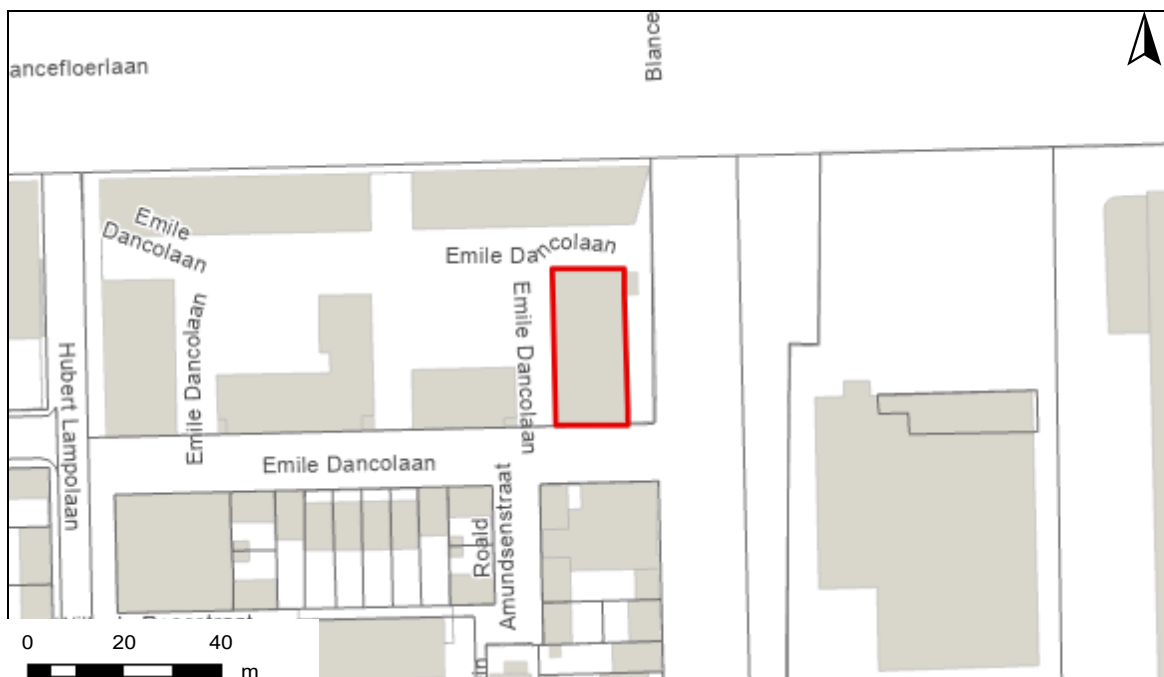 ancefloerlaan
Blance
Emile
Dancolaan
Emile Dancolaan
Emile Dancolaan
Emile Dancolaan
Hubert Lampolaan
Emile Dancolaan
Roald
Amundsenstraat
0 20 40
m